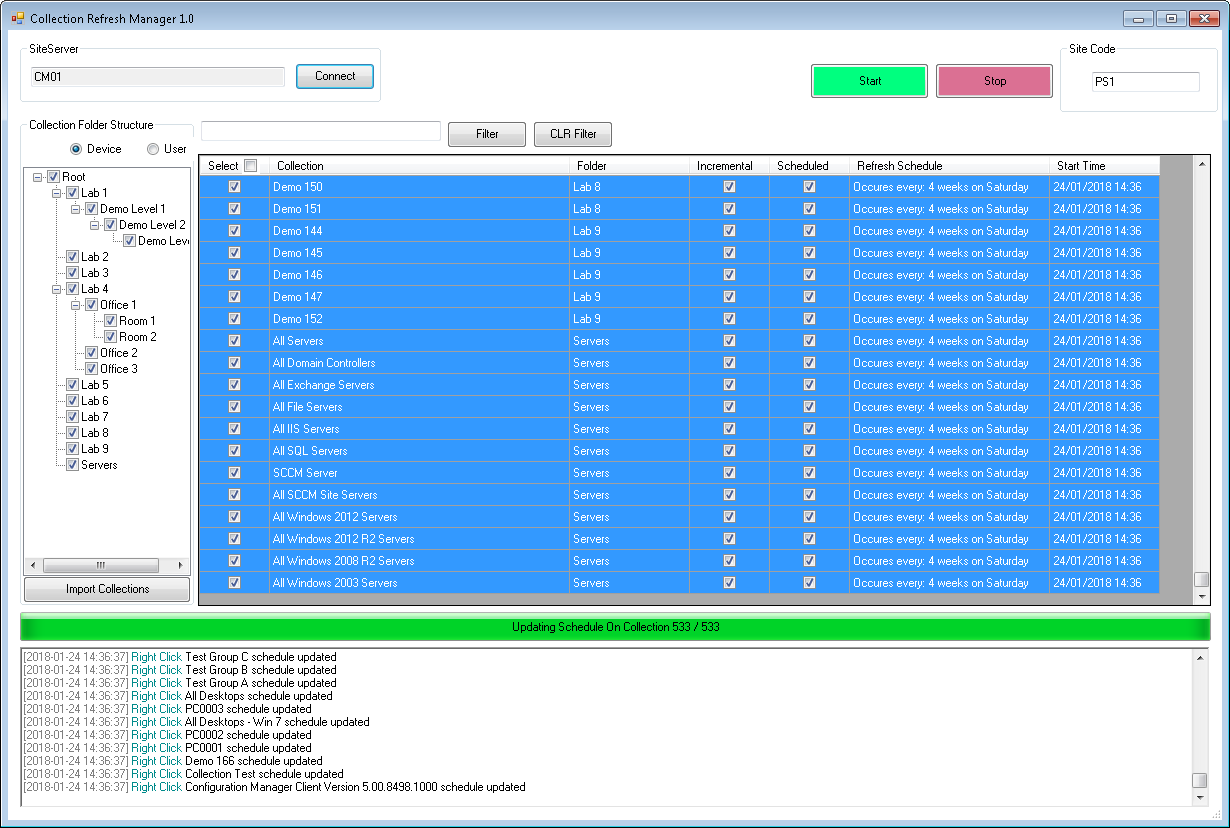 Collection Refresh Manager 1.0
SiteServer
CM01
Connect
Start
Stop
Site Code
PS1
Collection Folder Structure
Device
User
Filter
CLR Filter
Root
Lab 1
Demo Level 1
Demo Level 2
Demo Leve
Lab 2
Lab 3
Lab 4
Office 1
Room 1
Room 2
Office 2
Office 3
Lab 5
Lab 6
Lab 7
Lab 8
Lab 9
Servers
Import Collections
Select Collection Folder Incremental Scheduled Refresh Schedule Start Time
Demo 150 Lab 8 Occures every: 4 weeks on Saturday 24/01/2018 14:36
Demo 151 Lab 8 Occures every: 4 weeks on Saturday 24/01/2018 14:36
Demo 144 Lab 9 Occures every: 4 weeks on Saturday 24/01/2018 14:36
Demo 145 Lab 9 Occures every: 4 weeks on Saturday 24/01/2018 14:36
Demo 146 Lab 9 Occures every: 4 weeks on Saturday 24/01/2018 14:36
Demo 147 Lab 9 Occures every: 4 weeks on Saturday 24/01/2018 14:36
Demo 152 Lab 9 Occures every: 4 weeks on Saturday 24/01/2018 14:36
All Servers Servers Occures every: 4 weeks on Saturday 24/01/2018 14:36
All Domain Controllers Servers Occures every: 4 weeks on Saturday 24/01/2018 14:36
All Exchange Servers Servers Occures every: 4 weeks on Saturday 24/01/2018 14:36
All File Servers Servers Occures every: 4 weeks on Saturday 24/01/2018 14:36
All IIS Servers Servers Occures every: 4 weeks on Saturday 24/01/2018 14:36
All SQL Servers Servers Occures every: 4 weeks on Saturday 24/01/2018 14:36
SCCM Server Servers Occures every: 4 weeks on Saturday 24/01/2018 14:36
All SCCM Site Servers Servers Occures every: 4 weeks on Saturday 24/01/2018 14:36
All Windows 2012 Servers Servers Occures every: 4 weeks on Saturday 24/01/2018 14:36
All Windows 2012 R2 Servers Servers Occures every: 4 weeks on Saturday 24/01/2018 14:36
All Windows 2008 R2 Servers Servers Occures every: 4 weeks on Saturday 24/01/2018 14:36
All Windows 2003 Servers Servers Occures every: 4 weeks on Saturday 24/01/2018 14:36
Updating Schedule On Collection 533 / 533
[2018-01-24 14:36:37] Right Click Test Group C schedule updated
[2018-01-24 14:36:37] Right Click Test Group B schedule updated
[2018-01-24 14:36:37] Right Click Test Group A schedule updated
[2018-01-24 14:36:37] Right Click All Desktops schedule updated
[2018-01-24 14:36:37] Right Click PC0003 schedule updated
[2018-01-24 14:36:37] Right Click All Desktops - Win 7 schedule updated
[2018-01-24 14:36:37] Right Click PC0002 schedule updated
[2018-01-24 14:36:37] Right Click PC0001 schedule updated
[2018-01-24 14:36:37] Right Click Demo 166 schedule updated
[2018-01-24 14:36:37] Right Click Collection Test schedule updated
[2018-01-24 14:36:37] Right Click Configuration Manager Client Version 5.00.8498.1000 schedule updated